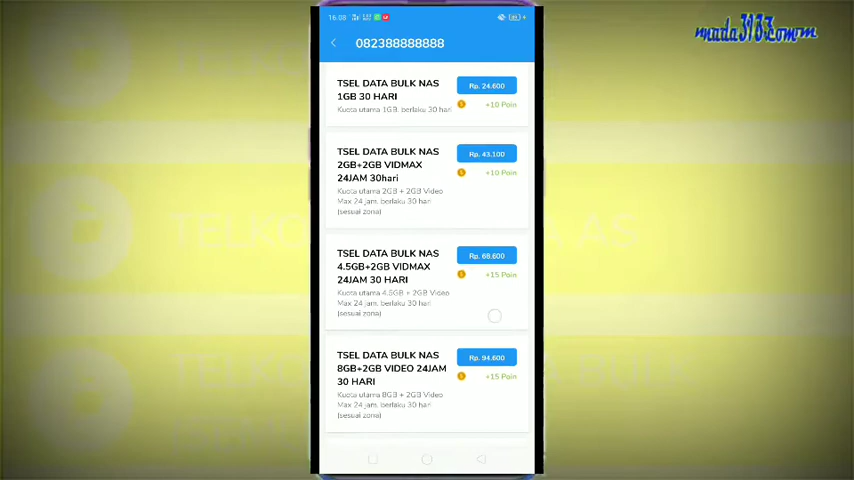 16.08
082388888888
TSEL DATA BULK NAS
1GB 30 HARI
Kuota utama 1GB. berlaku 30 hari
Rp. 24.600
+10 Poin
TSEL DATA BULK NAS
2GB+2GB VIDMAX
24JAM 30hari
Kuota utama 2GB + 2GB Video
Max 24 jam. berlaku 30 hari
(sesuai zona)
Rp. 43.100
+10 Poin
TSEL DATA BULK NAS
4.5GB+2GB VIDMAX
24JAM 30 HARI
Kuota utama 4.5GB + 2GB Video
Max 24 jam. berlaku 30 hari
(sesuai zona)
Rp. 68.600
+15 Poin
TSEL DATA BULK NAS
8GB+2GB VIDEO 24JAM
30 HARI
Kuota utama 8GB + 2GB Video
Max 24 jam. berlaku 30 hari
(sesuai zona)
Rp. 94.600
+15 Poin
AS
A BULK